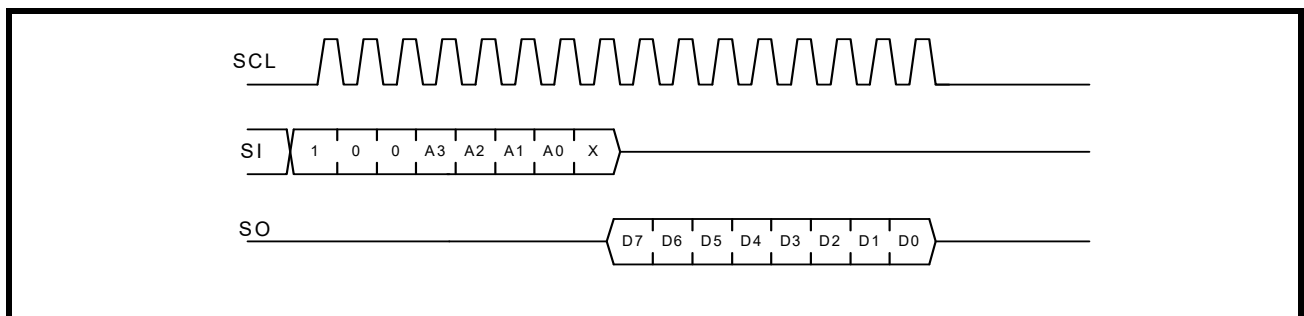 SCL
SI 1 0 0 A3 A2 A1 A0 X
SO D7 D6 D5 D4 D3 D2 D1 D0